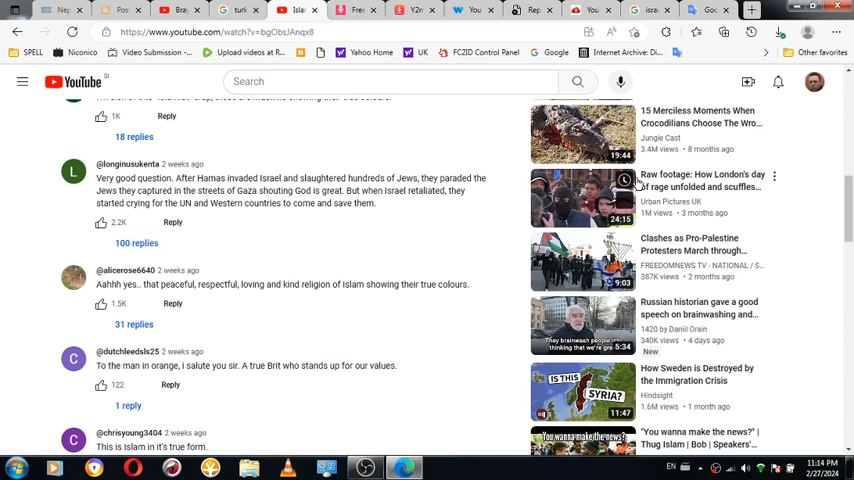 Nep
Post
Bray
turk
Islam
Free
Y2m
You
Rep
You
isra
Goo
https://www.youtube.com/watch?v=bgObsJAnqx8
SPELL
Niconico
Video Submission -...
Upload videos at R...
Yahoo Home
UK
FC2ID Control Panel
Google
Internet Archive: Di...
Other favorites
YouTube SI
Search
1K Reply
18 replies
@longinusukenta 2 weeks ago
Very good question. After Hamas invaded Israel and slaughtered hundreds of Jews, they paraded the
Jews they captured in the streets of Gaza shouting God is great. But when Israel retaliated, they
started crying for the UN and Western countries to come and save them.
2.2K Reply
100 replies
@alicerose6640 2 weeks ago
Aahhh yes.. that peaceful, respectful, loving and kind religion of Islam showing their true colours.
1.5K Reply
31 replies
@dutchleedsls25 2 weeks ago
To the man in orange, i salute you sir. A true Brit who stands up for our values.
122 Reply
1 reply
@chrisyoung3404 2 weeks ago
This is Islam in it's true form.
15 Merciless Moments When
Crocodilians Choose The Wro...
Jungle Cast
3.4M views • 8 months ago
19:44
Raw footage: How London's day
of rage unfolded and scuffles...
Urban Pictures UK
1M views • 3 months ago
24:15
Clashes as Pro-Palestine
Protesters March through...
FREEDOMNEWS TV - NATIONAL / S...
387K views • 2 months ago
9:03
Russian historian gave a good
speech on brainwashing and...
1420 by Daniil Orain
340K views • 4 days ago
New
They brainwash people into
thinking that we're gre
5:34
How Sweden is Destroyed by
the Immigration Crisis
Hindsight
1.6M views • 1 month ago
IS THIS
SYRIA?
11:47
"You wanna make the news?" |
Thug Islam | Bob | Speakers'...
You wanna make the news?
EN
11:14 PM
2/27/2024